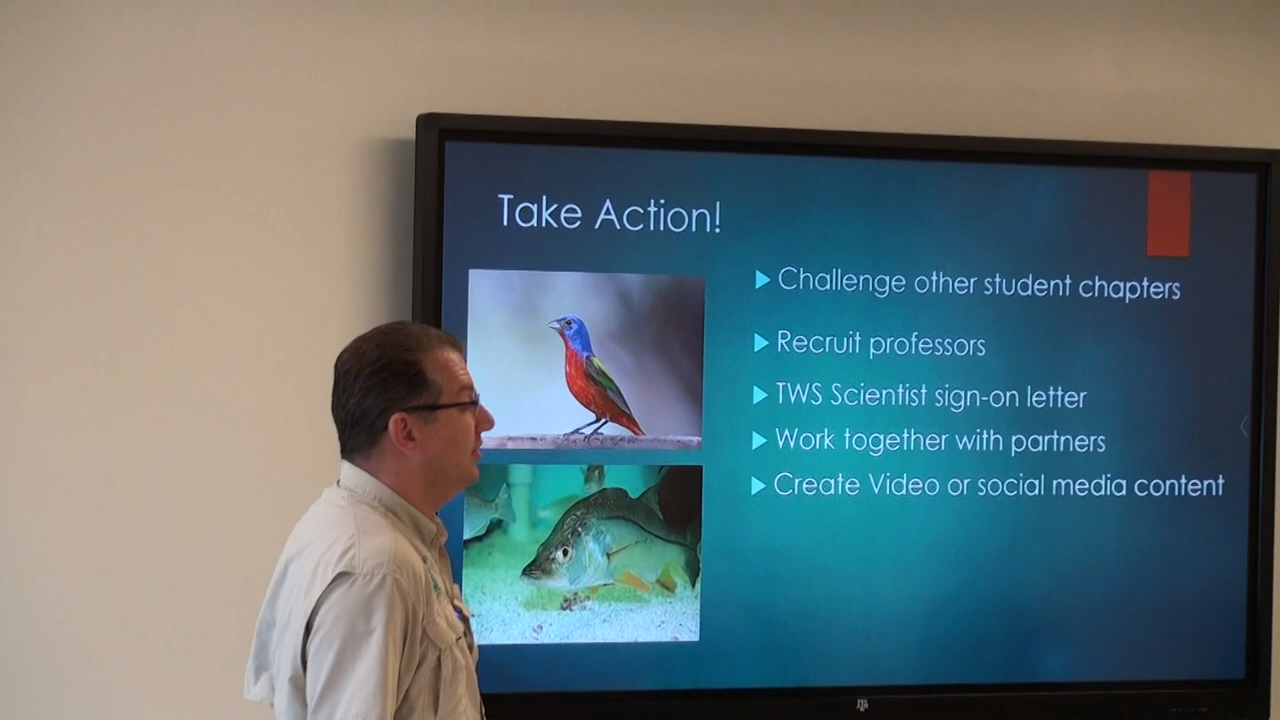 Take Action!
Challenge other student chapters
Recruit professors
TWS Scientist sign-on letter
Work together with partners
Create Video or social media content